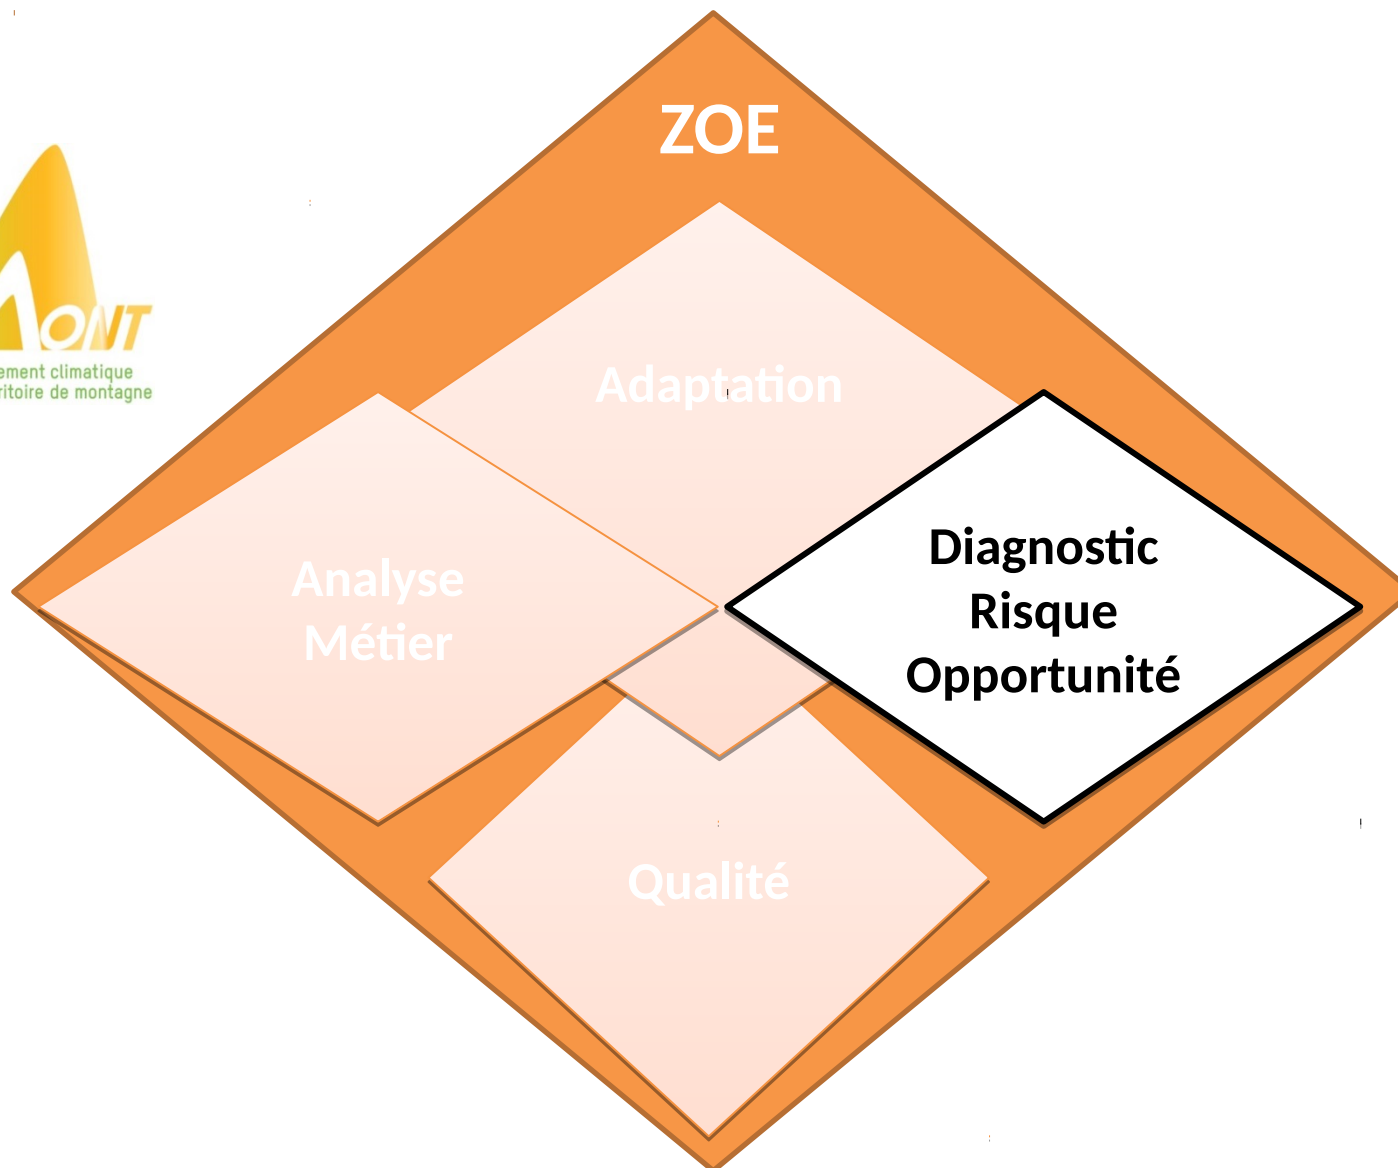 ZOE
ONT
ement climatique
ritoire de montagne
Adaptation
Analyse
Métier
Diagnostic
Risque
Opportunité
Qualité